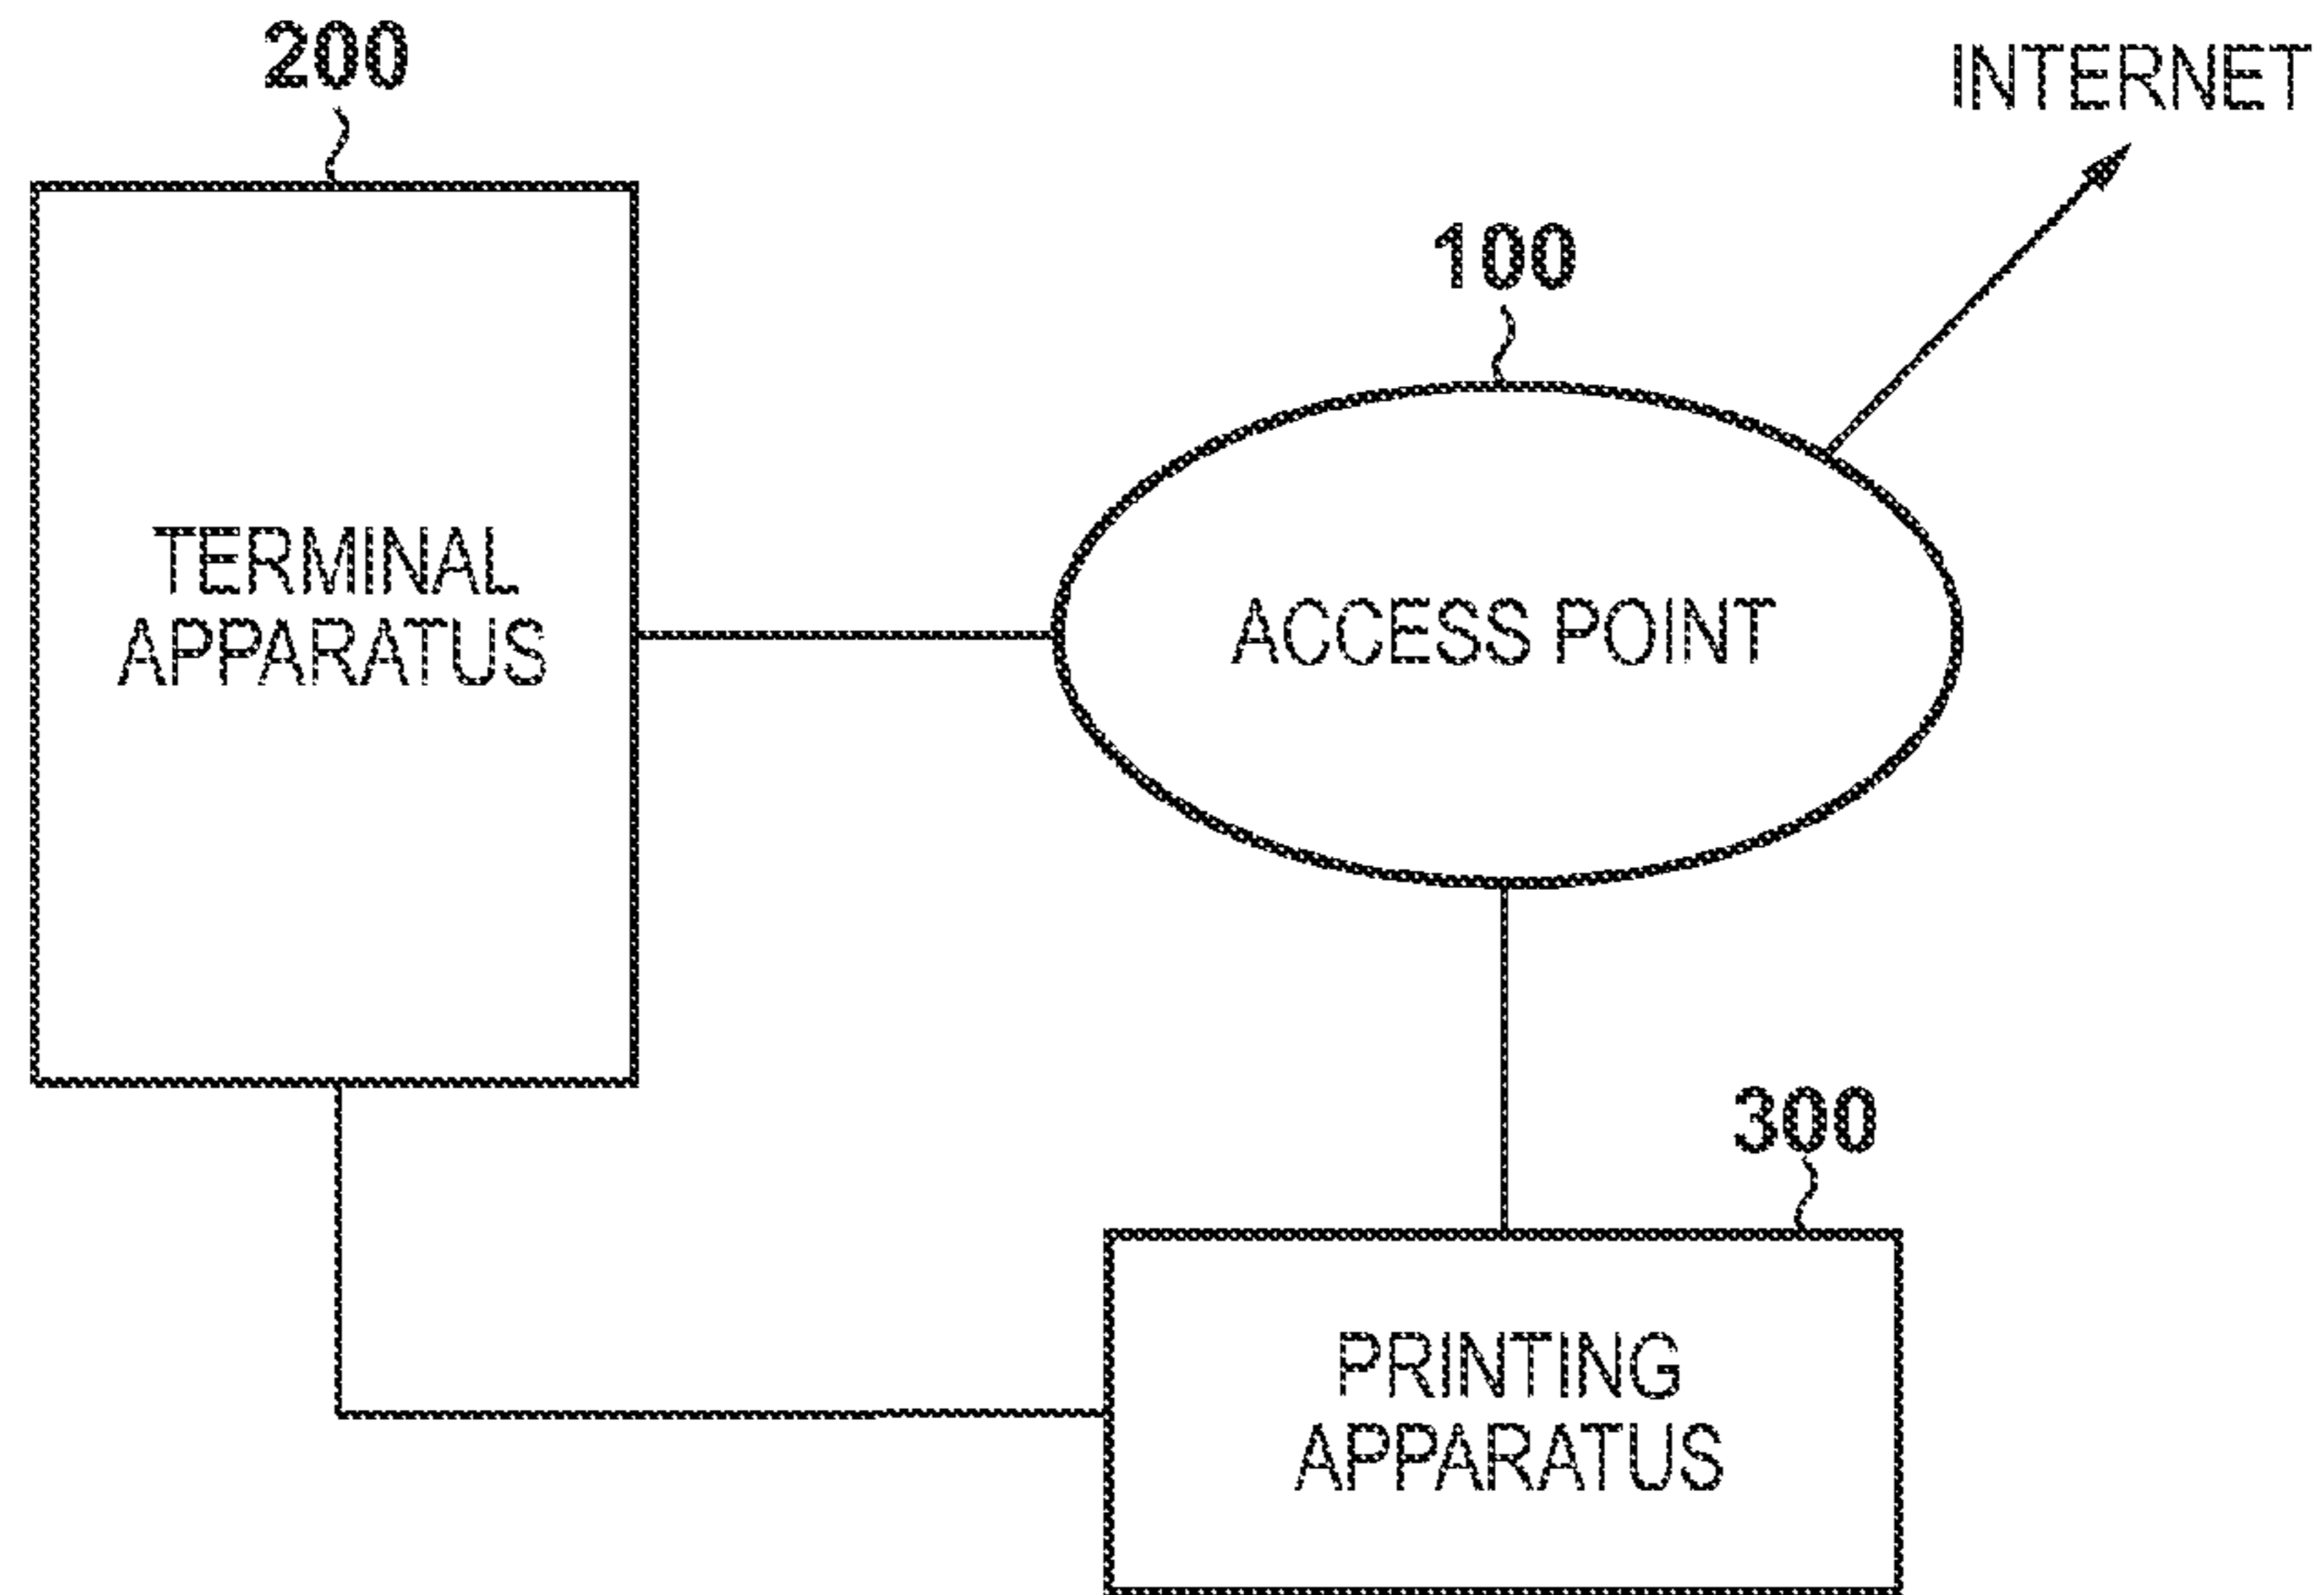 200
INTERNET
100
TERMINAL
APPARATUS
ACCESS POINT
300
PRINTING
APPARATUS